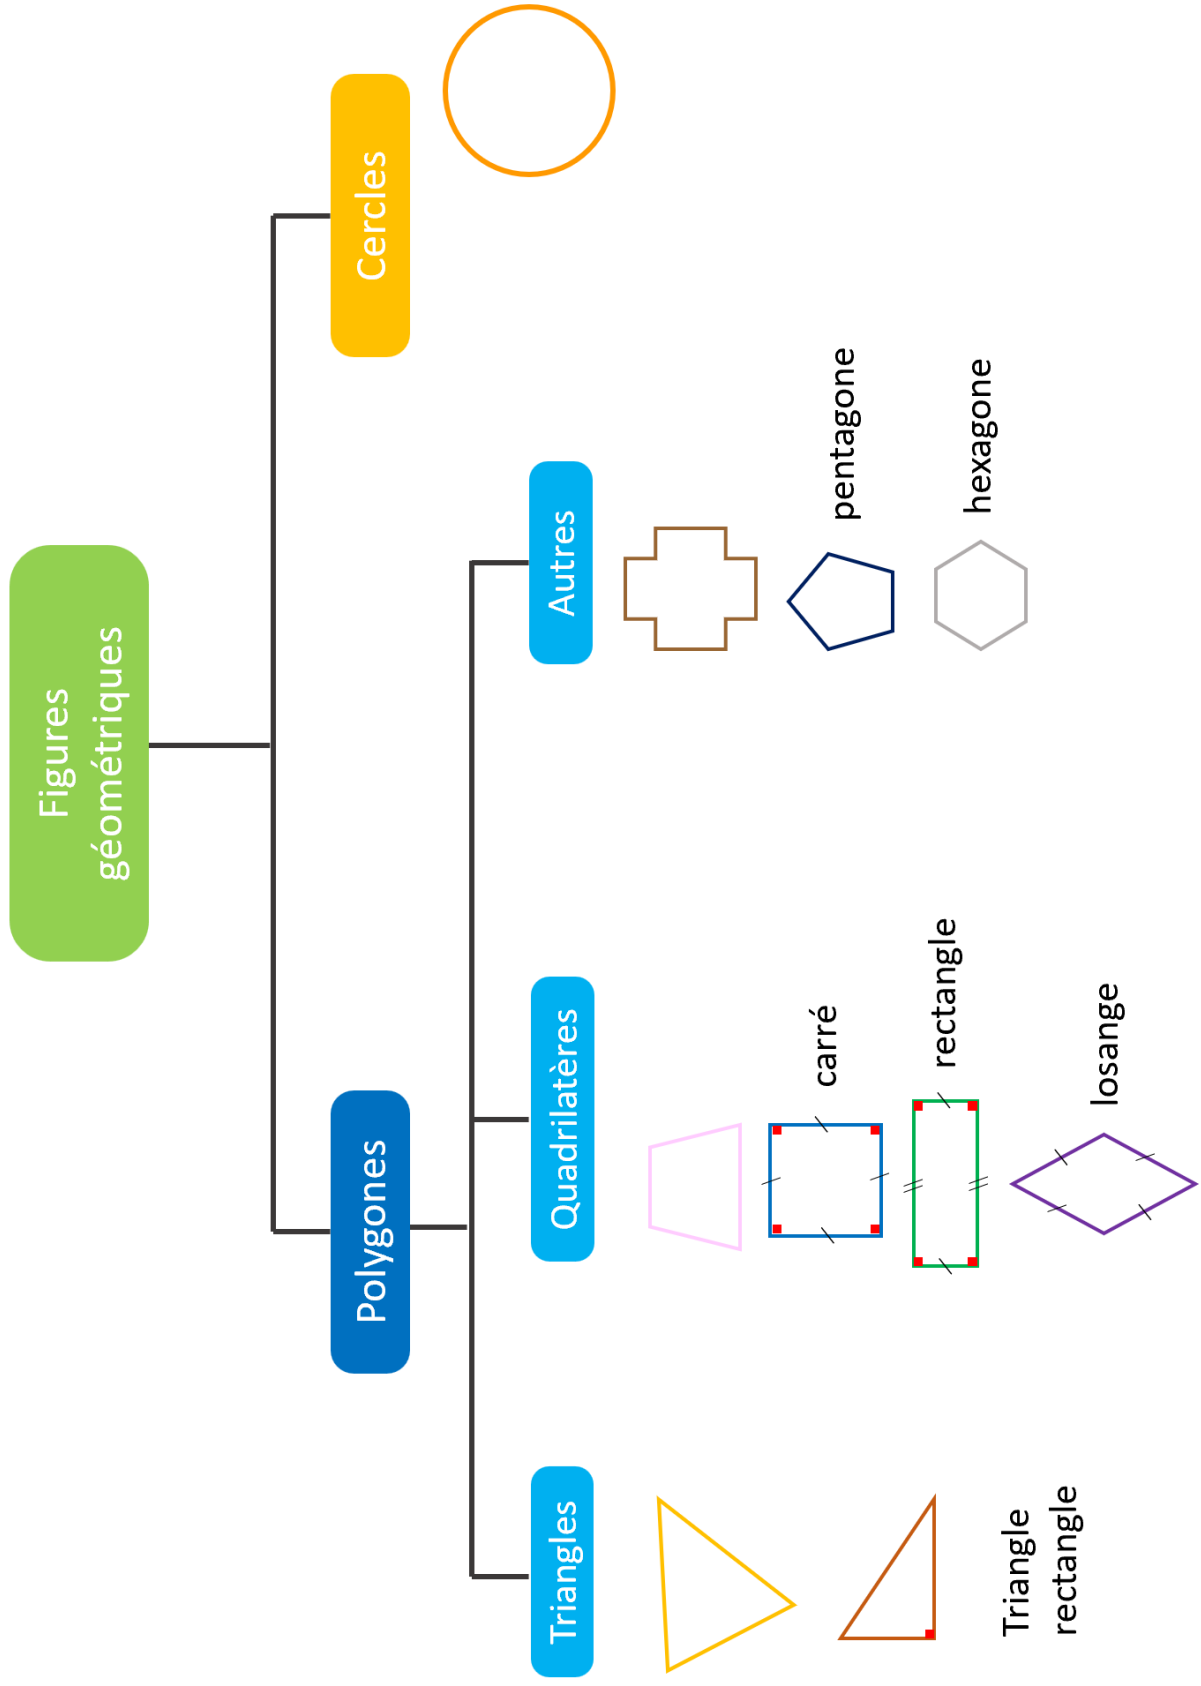 Figures
géométriques
Polygones
Cercles
Triangles
Quadrilatères
Autres
carré
rectangle
losange
pentagone
hexagone
Triangle
rectangle